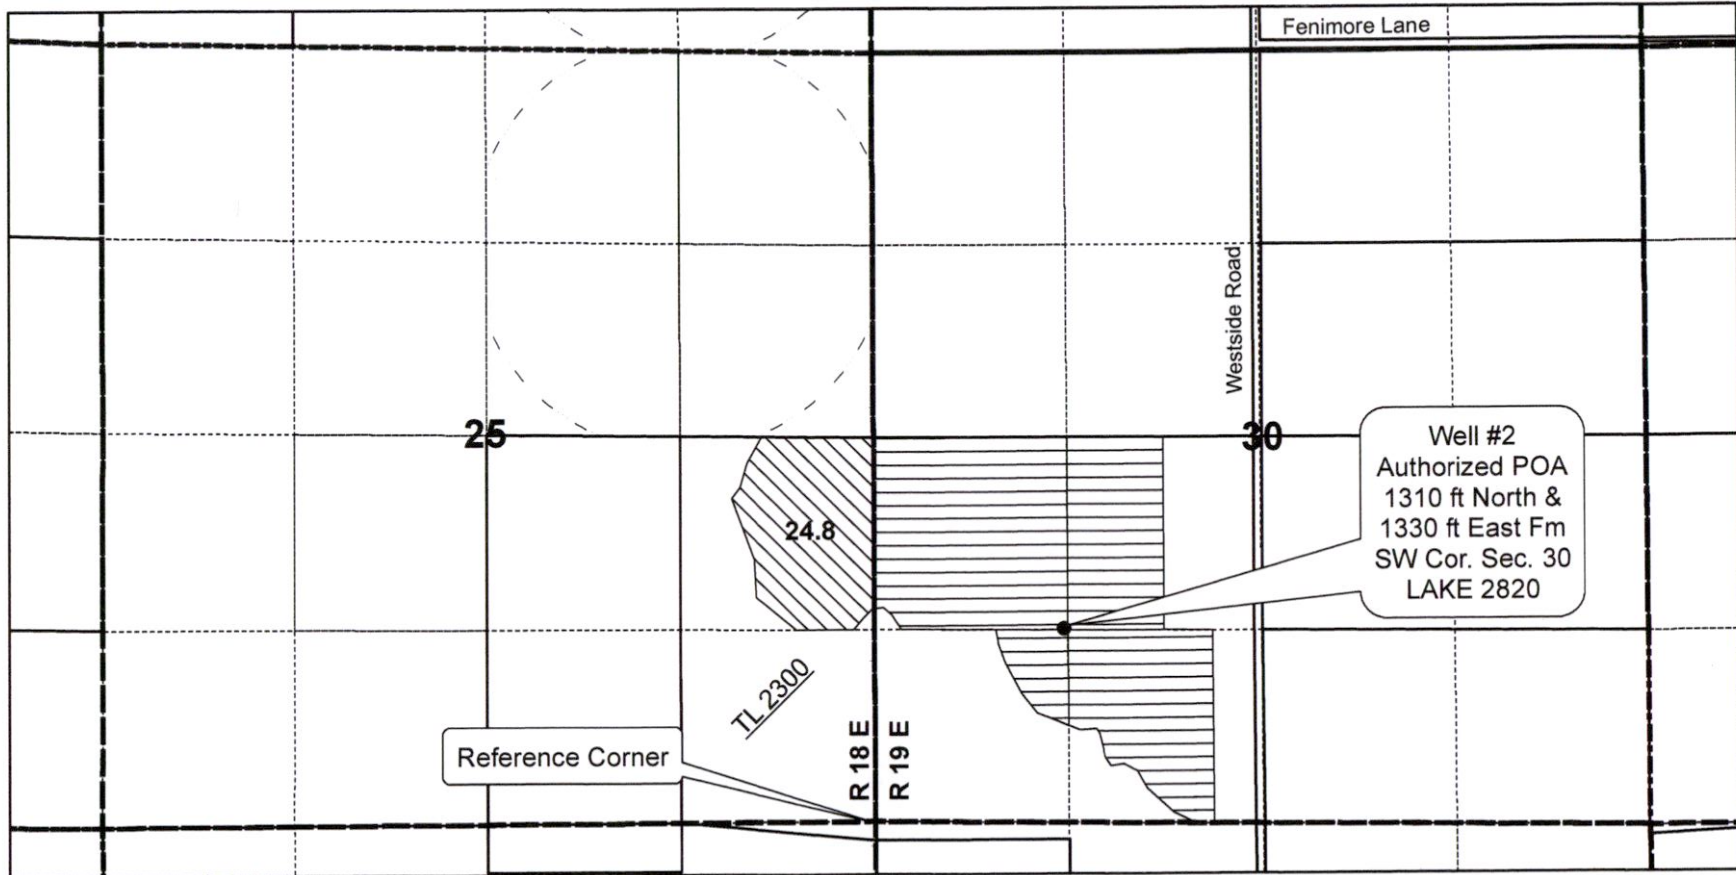 Fenimore Lane
Westside Road
25
30
Well #2
Authorized POA
1310 ft North &
1330 ft East Fm
SW Cor. Sec. 30
LAKE 2820
24.8
TL 2300
R 18 E
R 19 E
Reference Corner